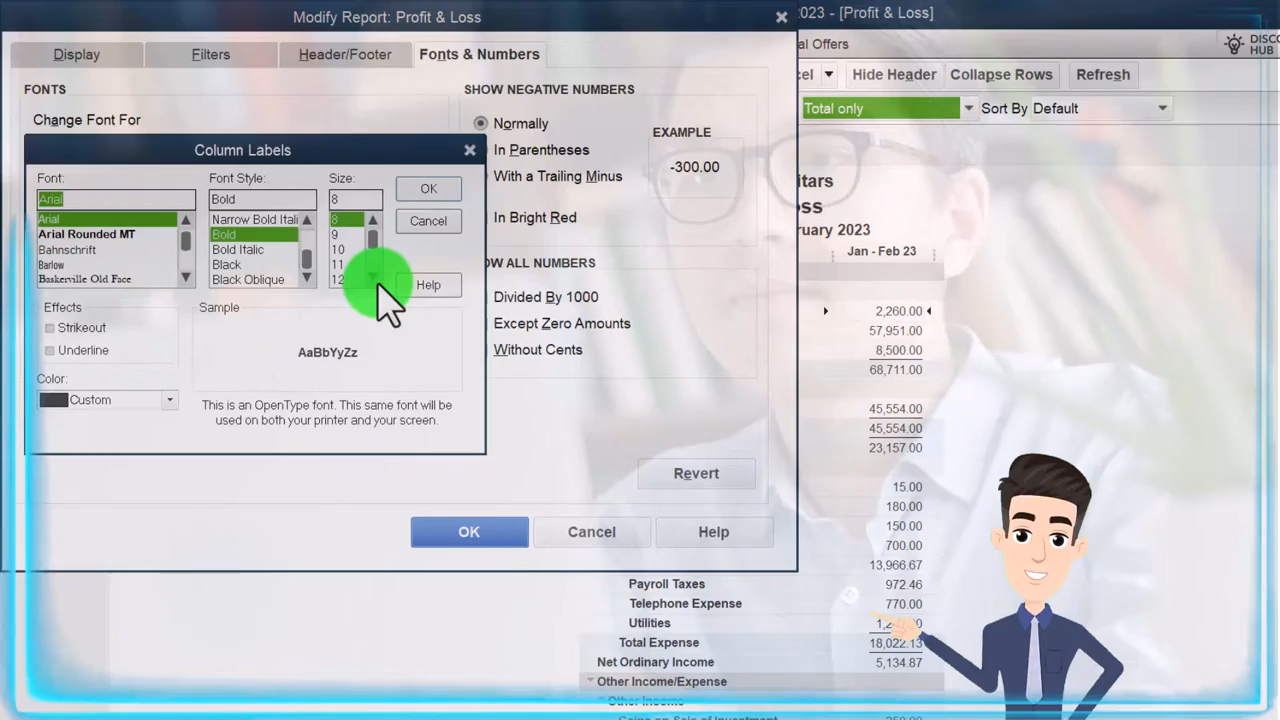 Modify Report: Profit & Loss
2023 - [Profit & Loss]
al Offers
DISCO
HUB
Display
Filters
Header/Footer
Fonts & Numbers
cel
Hide Header
Collapse Rows
Refresh
FONTS
Change Font For
SHOW NEGATIVE NUMBERS
Normally
In Parentheses
With a Trailing Minus
In Bright Red
EXAMPLE
-300.00
Total only
Sort By
Default
Column Labels
Font:
Arial
Arial
Arial Rounded MT
Bahnschrift
Barlow
Baskerville Old Face
Font Style:
Bold
Narrow Bold Itali
Bold
Bold Italic
Black
Black Oblique
Size:
8
8
9
10
11
12
OK
Cancel
Help
Effects
Strikeout
Underline
Color:
Custom
Sample
AaBbYyZz
This is an OpenType font. This same font will be
used on both your printer and your screen.
OW ALL NUMBERS
Divided By 1000
Except Zero Amounts
Without Cents
Revert
OK
Cancel
Help
itars
oss
ruary 2023
Jan - Feb 23
2,260.00
57,951.00
8,500.00
68,711.00
45,554.00
45,554.00
23,157.00
15.00
180.00
150.00
700.00
13,966.67
Payroll Taxes 972.46
Telephone Expense 770.00
Utilities
Total Expense 18,022.13
Net Ordinary Income 5,134.87
Other Income/Expense
Other Income